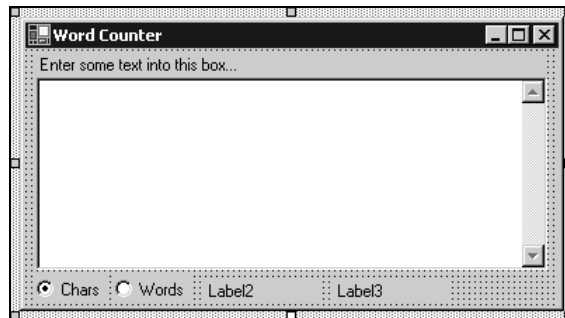 Word Counter
Enter some text into this box...
Chars Words Label2 Label3